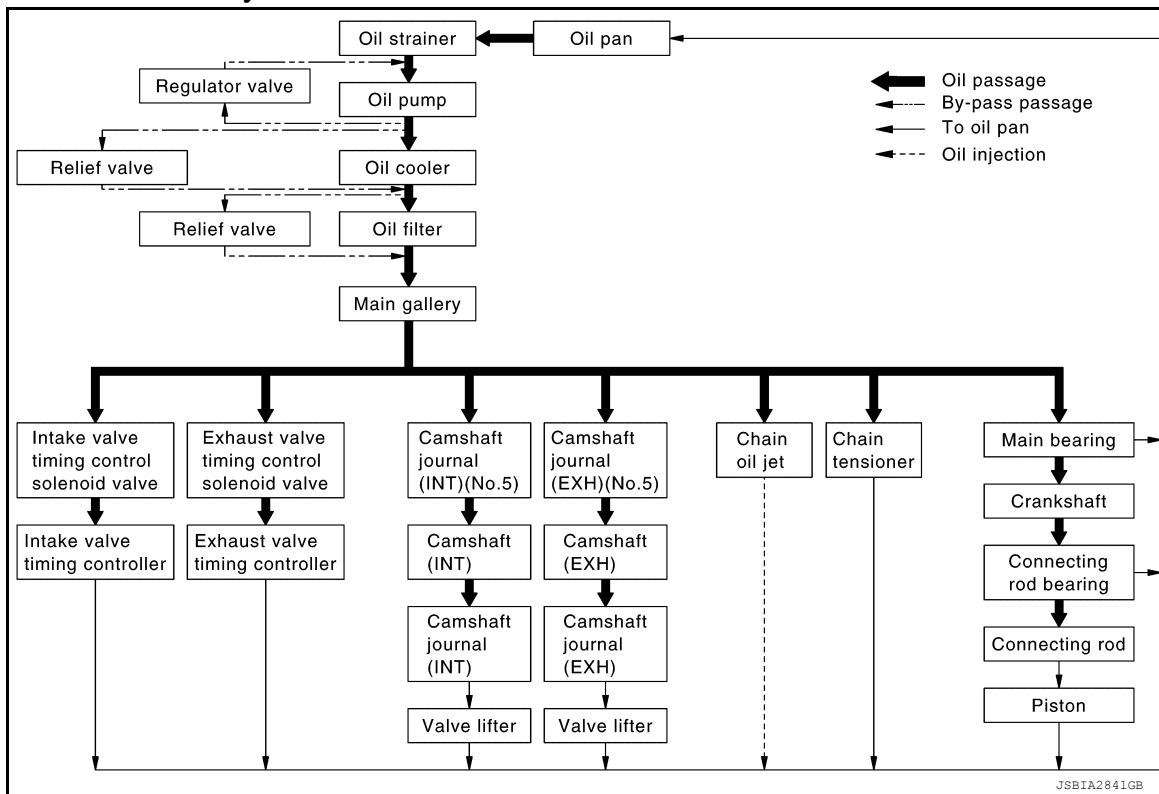 Oil strainer
Oil pan
Regulator valve
Oil pump
Oil passage
By-pass passage
To oil pan
Oil injection
Relief valve
Oil cooler
Relief valve
Oil filter
Main gallery
Intake valve
timing control
solenoid valve
Exhaust valve
timing control
solenoid valve
Camshaft
journal
(INT)(No.5)
Camshaft
journal
(EXH)(No.5)
Chain
oil jet
Chain
tensioner
Main bearing
Crankshaft
Intake valve
timing controller
Exhaust valve
timing controller
Camshaft
(INT)
Camshaft
(EXH)
Connecting
rod bearing
Camshaft
journal
(INT)
Camshaft
journal
(EXH)
Connecting rod
Valve lifter
Valve lifter
Piston
JSBIA2841GB